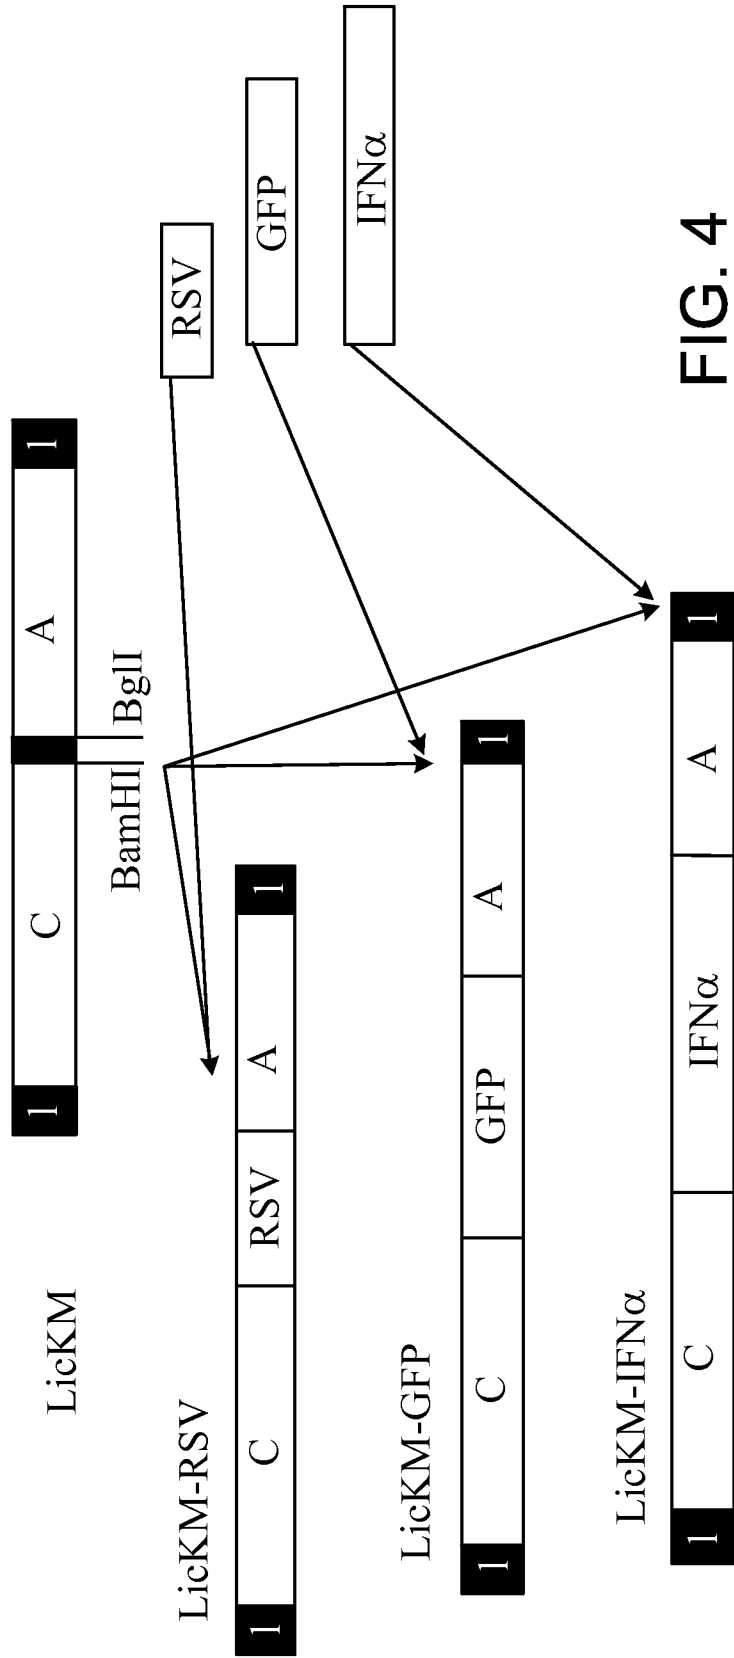 LicKM
1 C A 1
BamHI BglI
LicKM-RSV
RSV
1 C RSV A 1
GFP
IFNα
LicKM-GFP
1 C GFP A 1
LicKM-IFNα
1 C IFNα A 1
FIG. 4